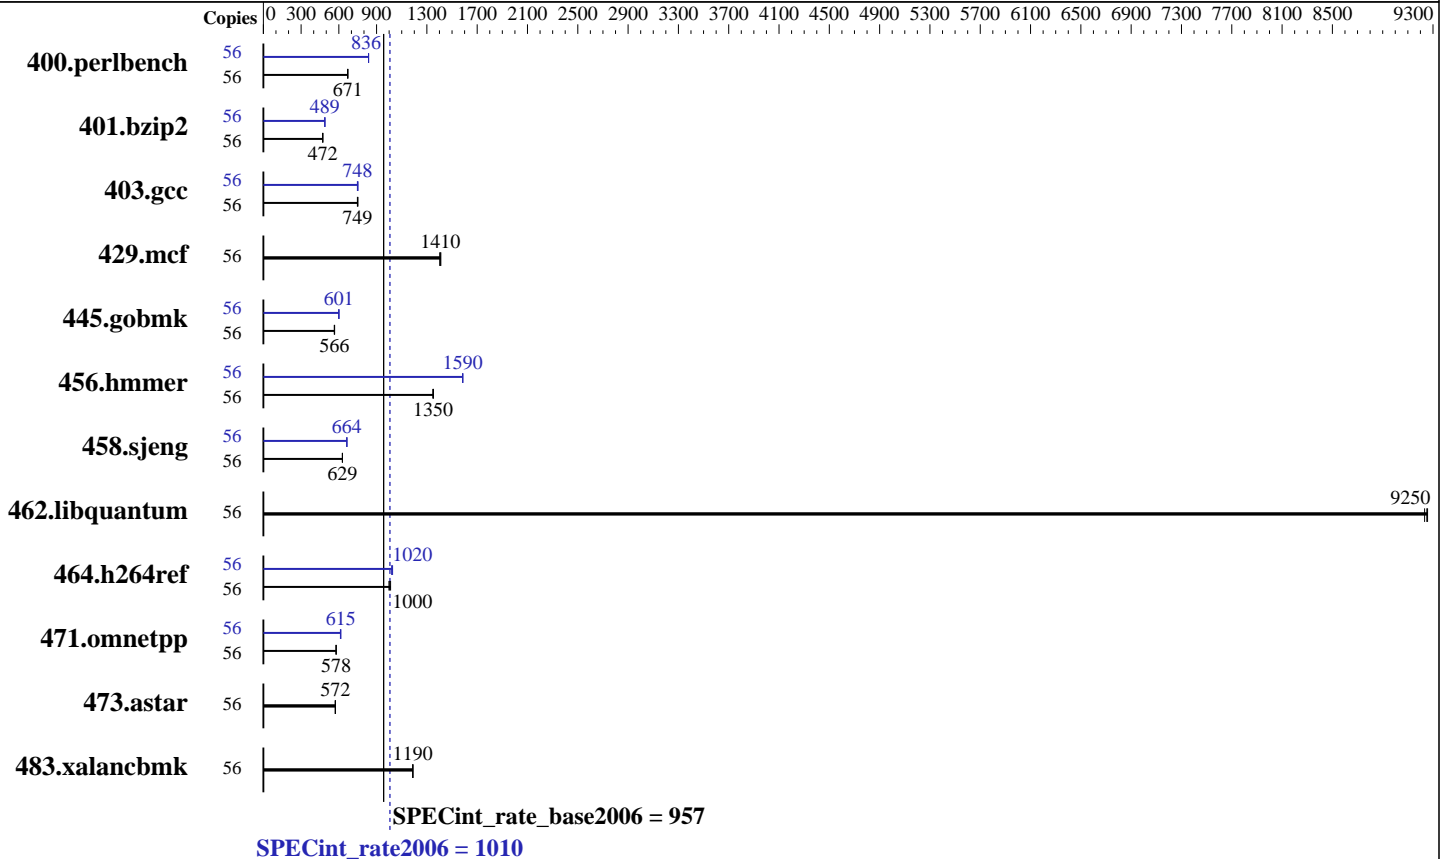 Copies 0 300 600 900 1300 1700 2100 2500 2900 3300 3700 4100 4500 4900 5300 5700 6100 6500 6900 7300 7700 8100 8500 9300
400.perlbench 56 836
56 671
401.bzip2 56 489
56 472
403.gcc 56 748
56 749
429.mcf 56 1410
445.gobmk 56 601
56 566
456.hmmer 56 1590
56 1350
458.sjeng 56 664
56 629
462.libquantum 56 9250
464.h264ref 56 1020
56 1000
471.omnetpp 56 615
56 578
473.astar 56 572
483.xalancbmk 56 1190
SPECint_rate_base2006 = 957
SPECint_rate2006 = 1010